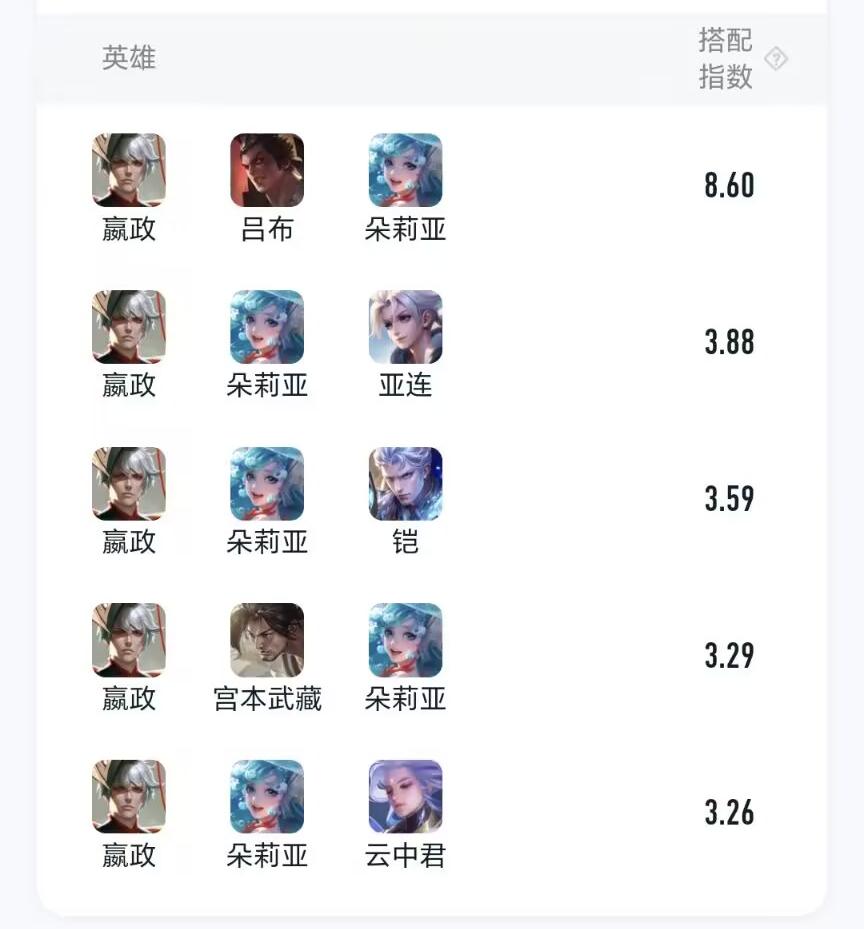 英雄
搭配
指数
?
嬴政 吕布 朵莉亚 8.60
嬴政 朵莉亚 亚连 3.88
嬴政 朵莉亚 铠 3.59
嬴政 宫本武藏 朵莉亚 3.29
嬴政 朵莉亚 云中君 3.26